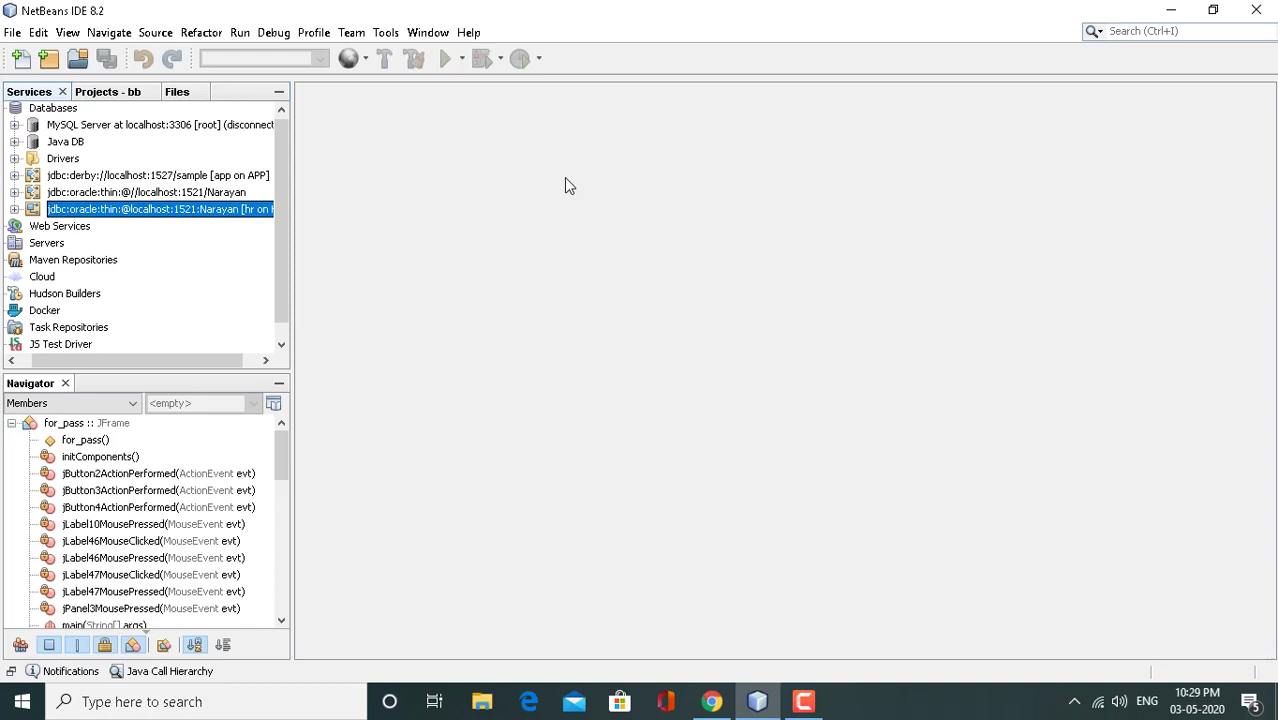 NetBeans IDE 8.2
File Edit View Navigate Source Refactor Run Debug Profile Team Tools Window Help
Search (Ctrl+I)
Services Projects - bb Files
Databases
MySQL Server at localhost:3306 [root] (disconnect
Java DB
Drivers
jdbc:derby://localhost:1527/sample [app on APP]
jdbc:oracle:thin:@//localhost:1521/Narayan
jdbc:oracle:thin:@localhost:1521:Narayan [hr on
Web Services
Servers
Maven Repositories
Cloud
Hudson Builders
Docker
Task Repositories
JS Test Driver
Navigator
Members <empty>
for_pass :: JFrame
for_pass()
initComponents()
jButton2ActionPerformed(ActionEvent evt)
jButton3ActionPerformed(ActionEvent evt)
jButton4ActionPerformed(ActionEvent evt)
jLabel10MousePressed(MouseEvent evt)
jLabel46MouseClicked(MouseEvent evt)
jLabel46MousePressed(MouseEvent evt)
jLabel47MouseClicked(MouseEvent evt)
jLabel47MousePressed(MouseEvent evt)
jPanel3MousePressed(MouseEvent evt)
main(String[] args)
Notifications Java Call Hierarchy
Type here to search
ENG
10:29 PM
03-05-2020
5